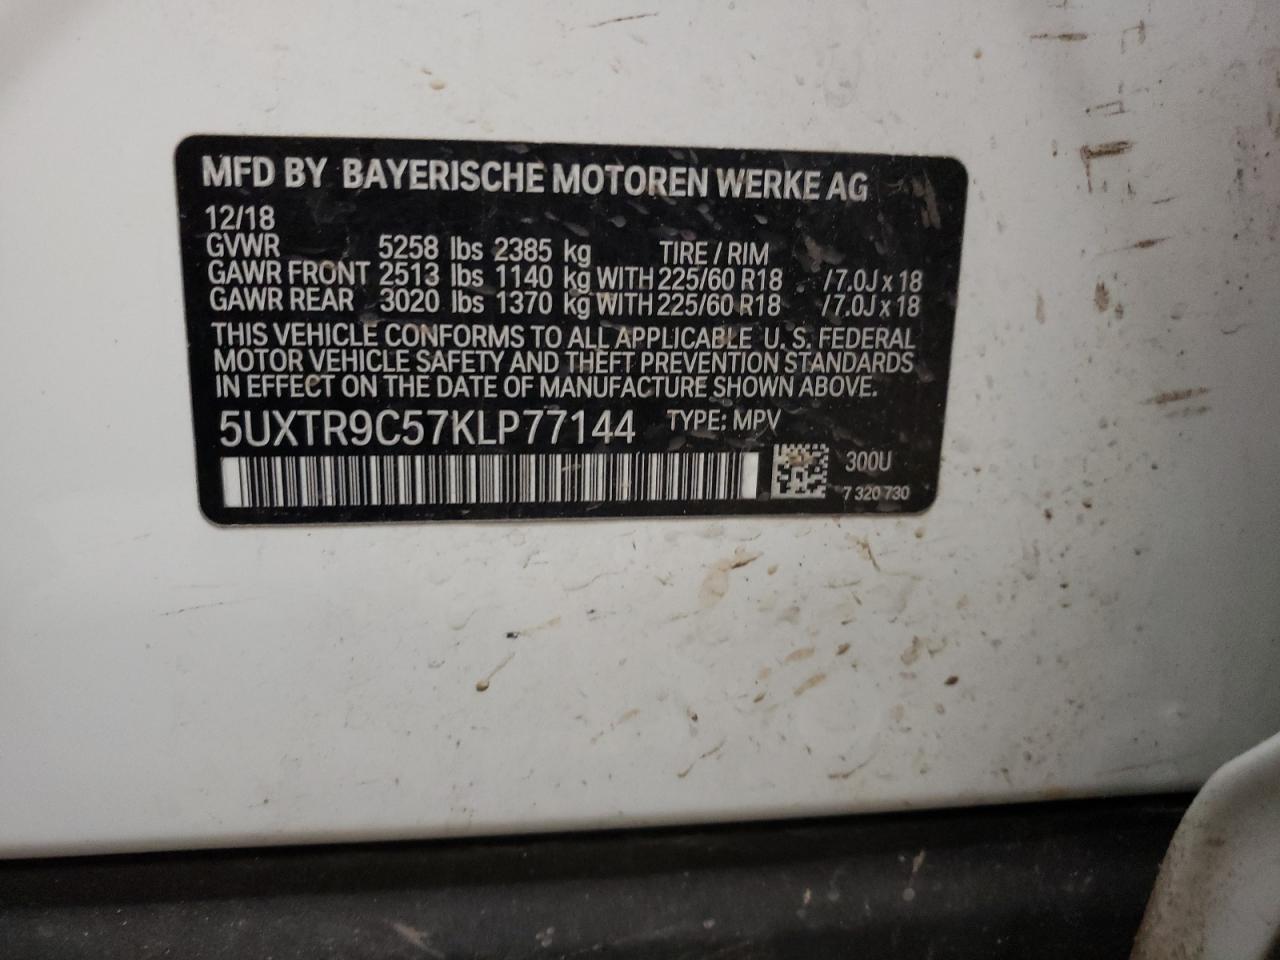 MFD BY BAYERISCHE MOTOREN WERKE AG
12/18
GVWR 5258 lbs 2385 kg TIRE / RIM
GAWR FRONT 2513 lbs 1140 kg WITH 225/60 R18 / 7.0J x 18
GAWR REAR 3020 lbs 1370 kg WITH 225/60 R18 / 7.0J x 18
THIS VEHICLE CONFORMS TO ALL APPLICABLE U. S. FEDERAL
MOTOR VEHICLE SAFETY AND THEFT PREVENTION STANDARDS
IN EFFECT ON THE DATE OF MANUFACTURE SHOWN ABOVE.
5UXTR9C57KLP77144 TYPE: MPV
300U
7 320 730